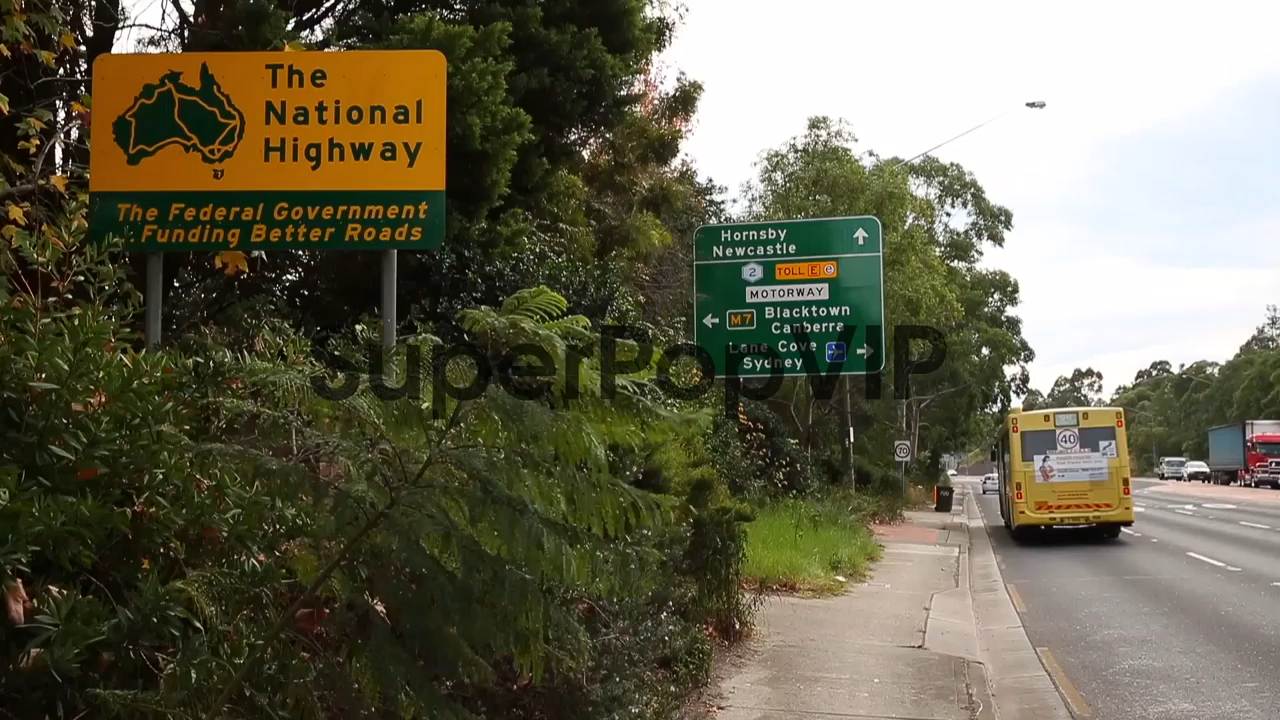 The
National
Highway
The Federal Government
Funding Better Roads
Hornsby
Newcastle
2 TOLL E e
MOTORWAY
M7 Blacktown
Canberra
Lane Cove
Sydney
superPopVIP
70
40